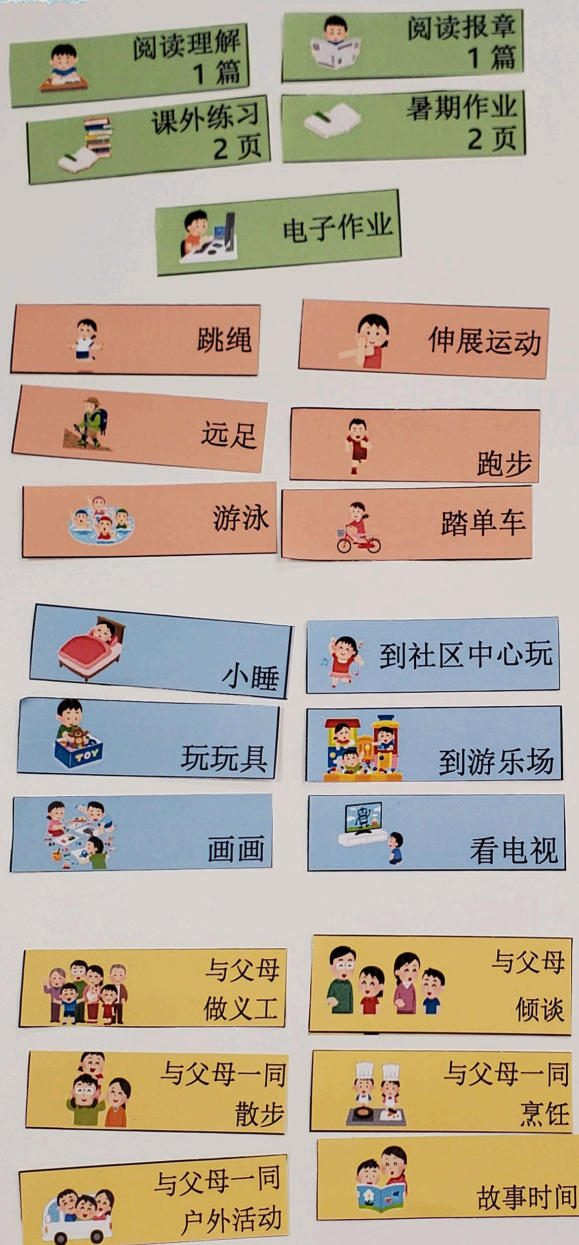 阅读理解
1 篇
阅读报章
1 篇
课外练习
2 页
暑期作业
2 页
电子作业
跳绳
伸展运动
远足
跑步
游泳
踏单车
小睡
到社区中心玩
TOY
玩玩具
到游乐场
画画
看电视
与父母
做义工
与父母
倾谈
与父母一同
散步
与父母一同
烹饪
与父母一同
户外活动
故事时间